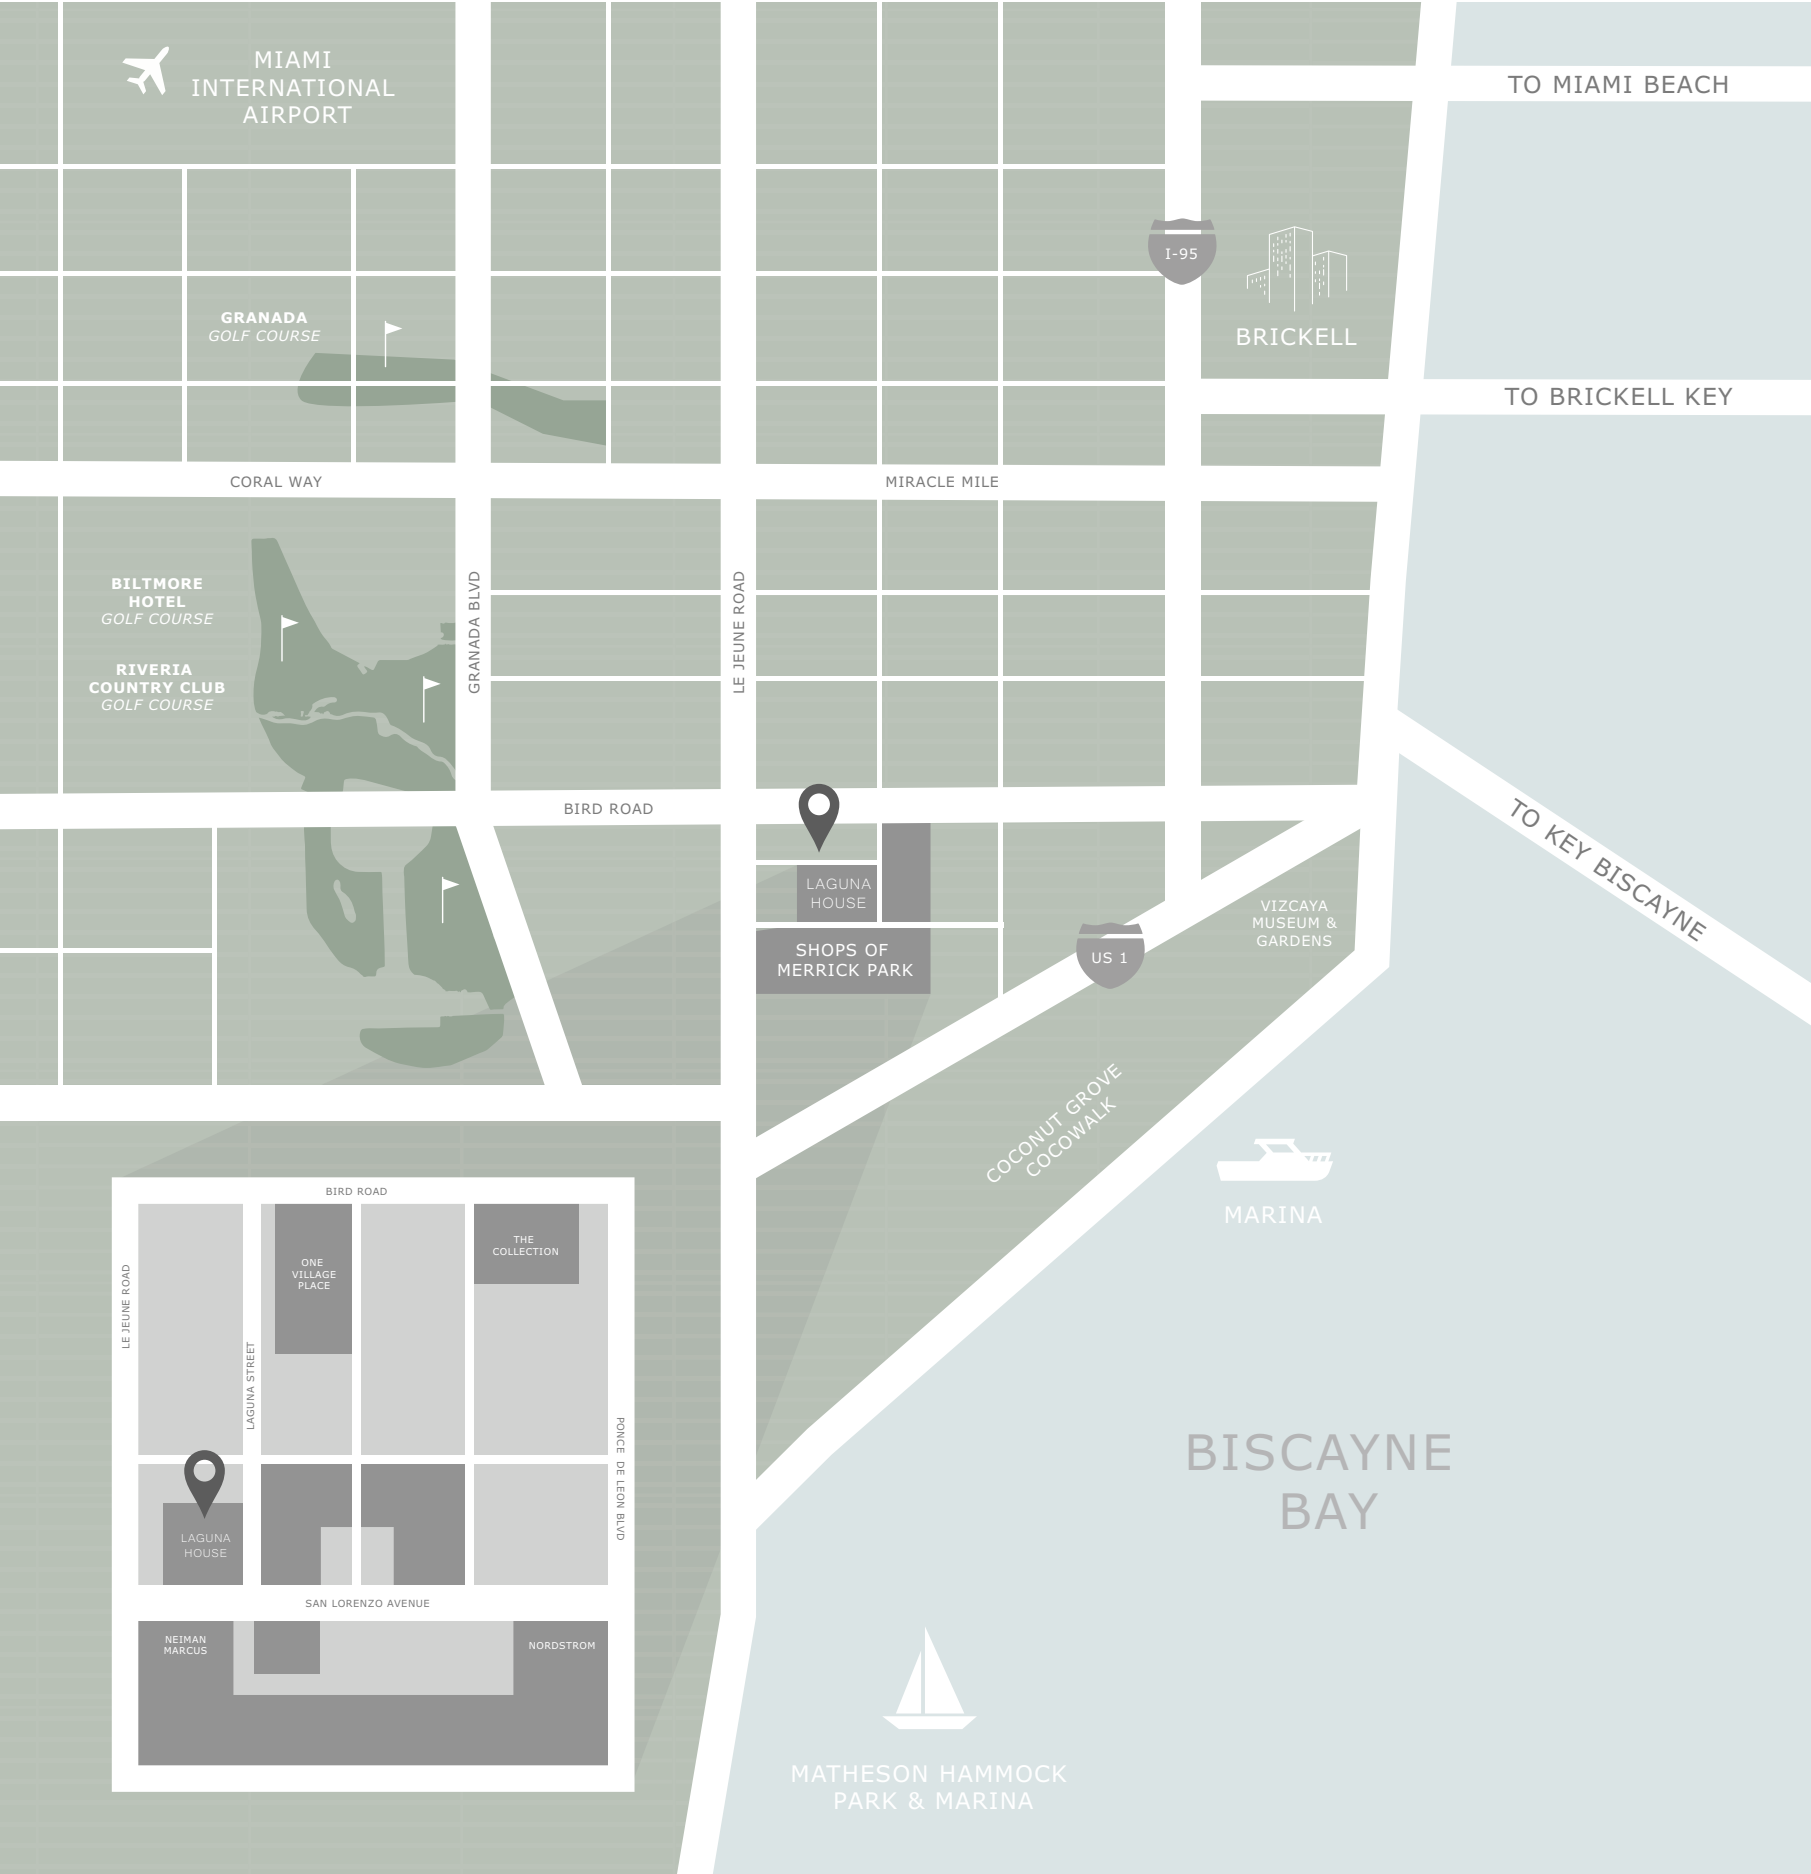 MIAMI
INTERNATIONAL
AIRPORT
TO MIAMI BEACH
I-95
BRICKELL
GRANADA
GOLF COURSE
TO BRICKELL KEY
CORAL WAY
MIRACLE MILE
BILTMORE
HOTEL
GOLF COURSE
RIVERIA
COUNTRY CLUB
GOLF COURSE
GRANADA BLVD
LE JEUNE ROAD
BIRD ROAD
TO KEY BISCAYNE
LAGUNA
HOUSE
SHOPS OF
MERRICK PARK
US 1
VIZCAYA
MUSEUM &
GARDENS
COCONUT GROVE
COCOWALK
MARINA
BISCAYNE
BAY
MATHESON HAMMOCK
PARK & MARINA
BIRD ROAD
LE JEUNE ROAD
ONE
VILLAGE
PLACE
THE
COLLECTION
LAGUNA STREET
PONCE DE LEON BLVD
LAGUNA
HOUSE
SAN LORENZO AVENUE
NEIMAN
MARCUS
NORDSTROM